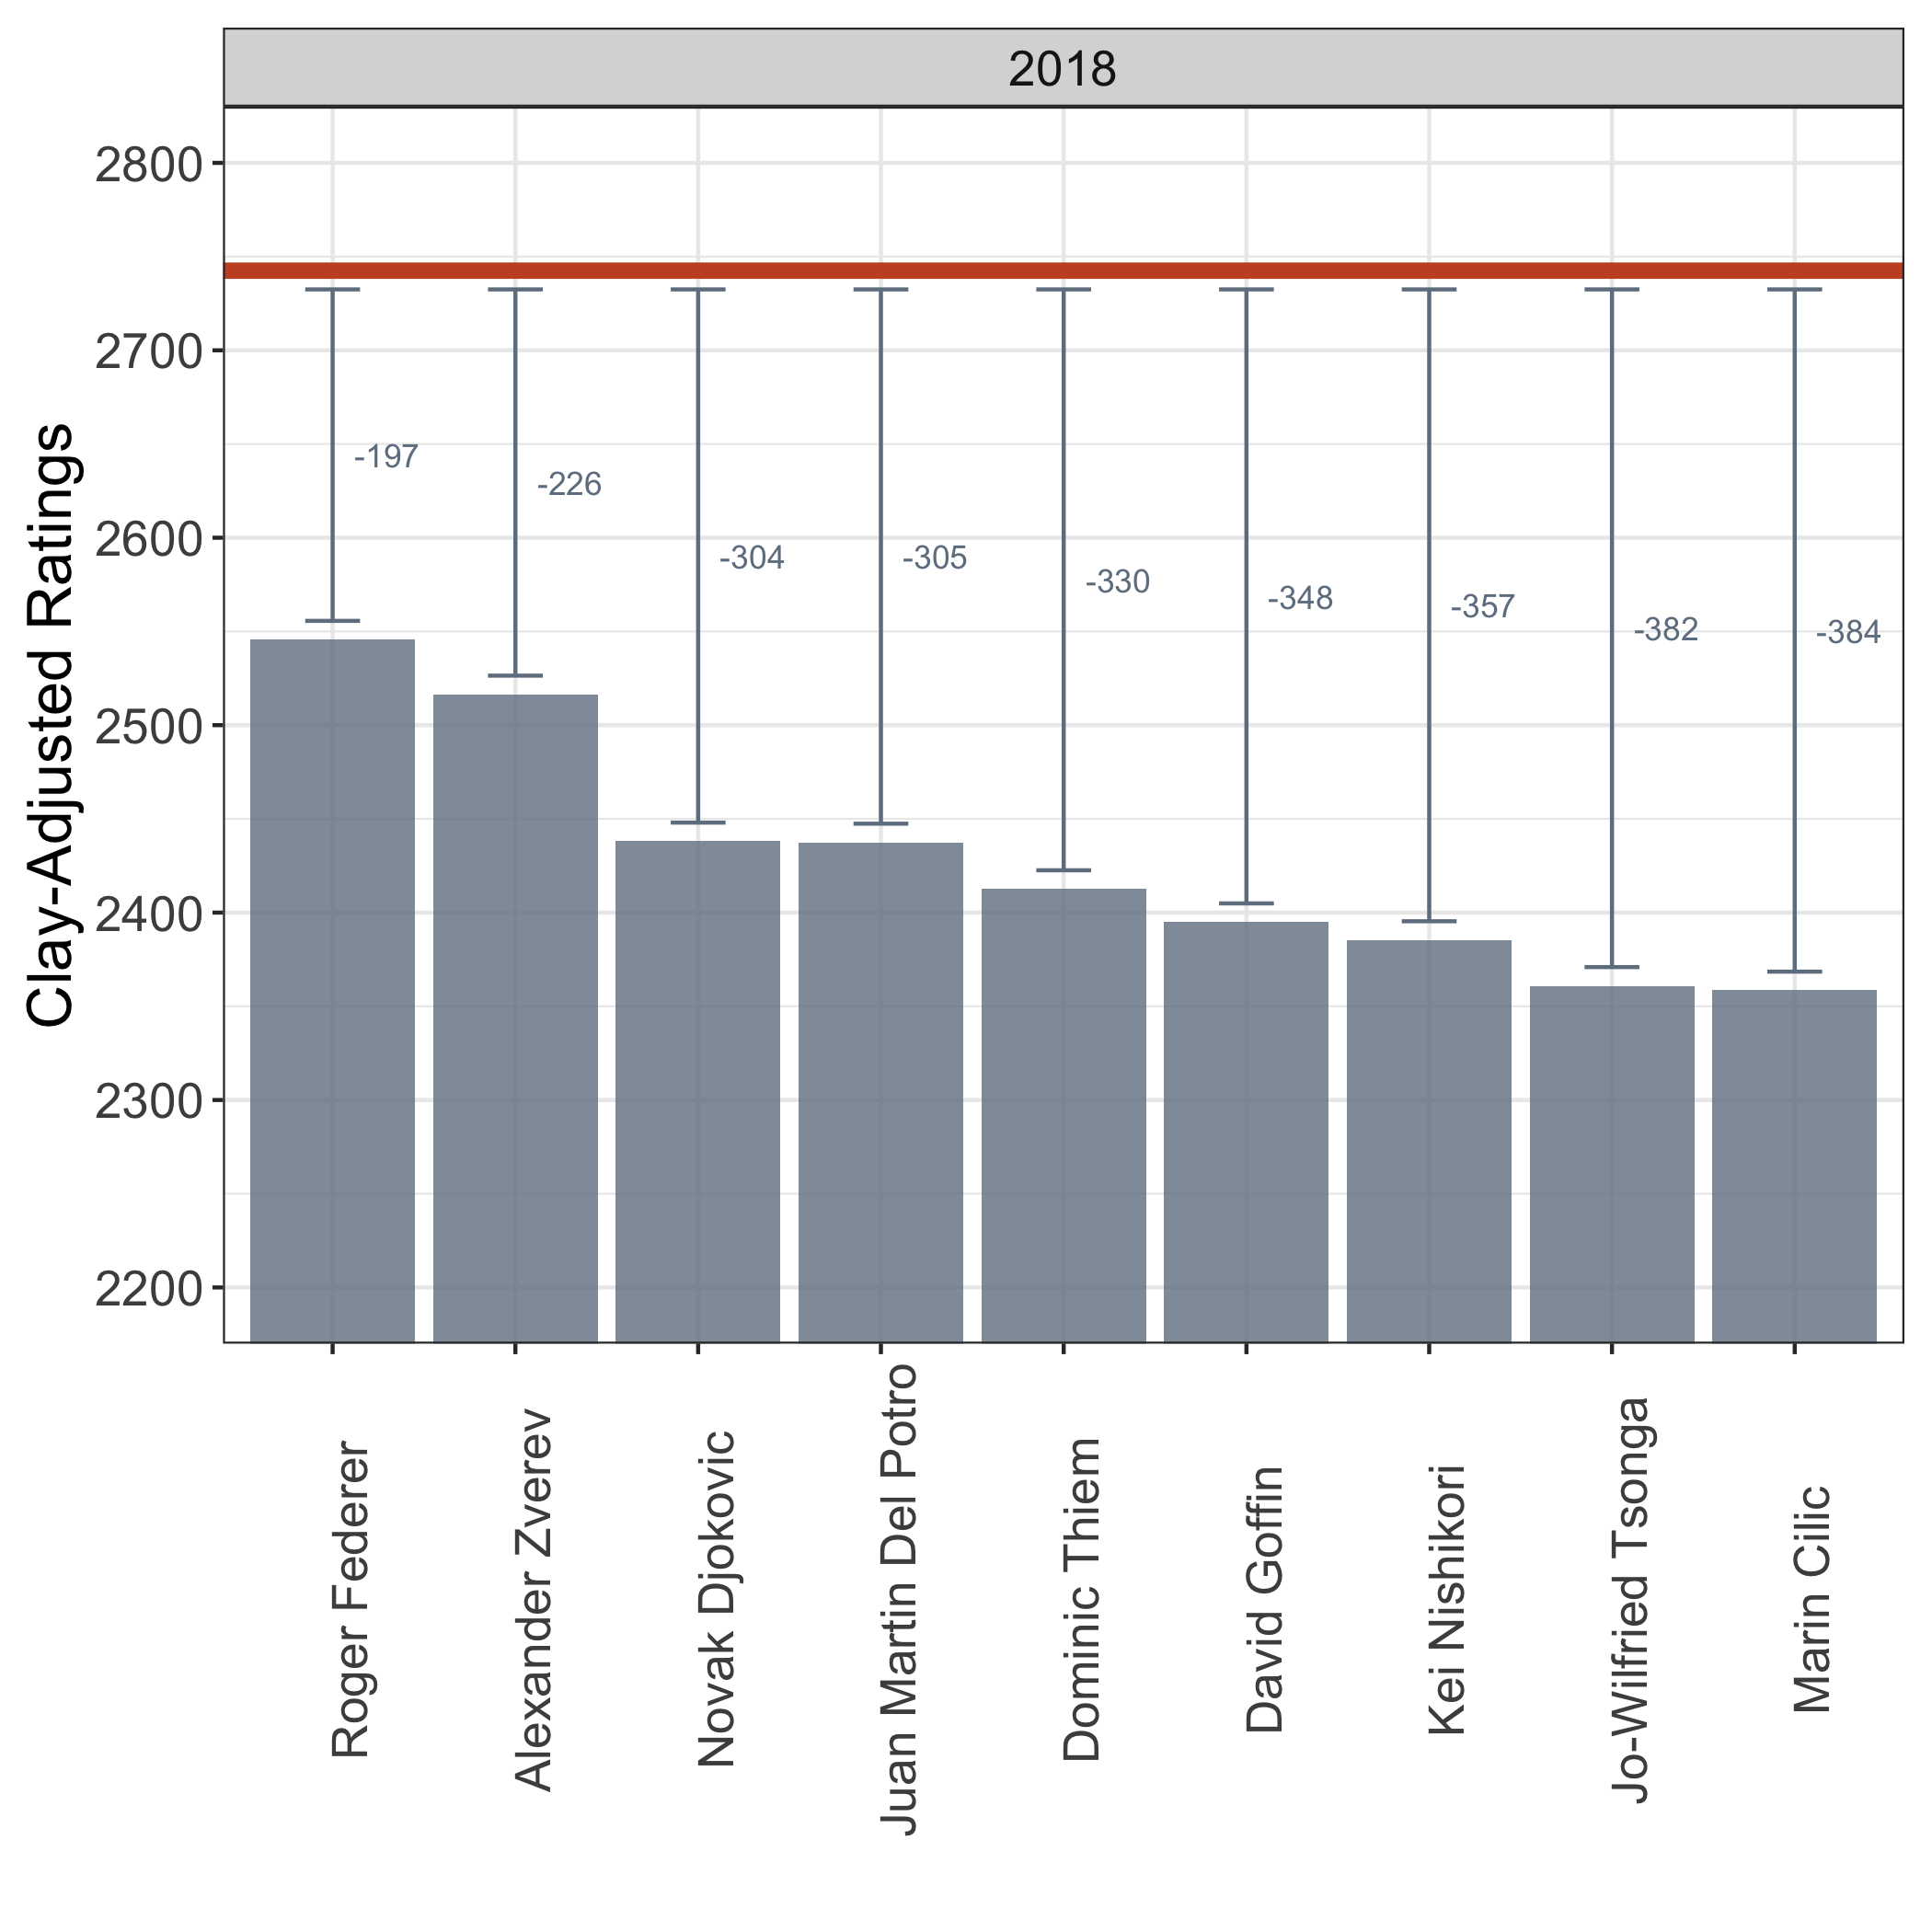 2018
Clay-Adjusted Ratings
2800
2700
2600
2500
2400
2300
2200
-197
-226
-304
-305
-330
-348
-357
-382
-384
Roger Federer
Alexander Zverev
Novak Djokovic
Juan Martin Del Potro
Dominic Thiem
David Goffin
Kei Nishikori
Jo-Wilfried Tsonga
Marin Cilic